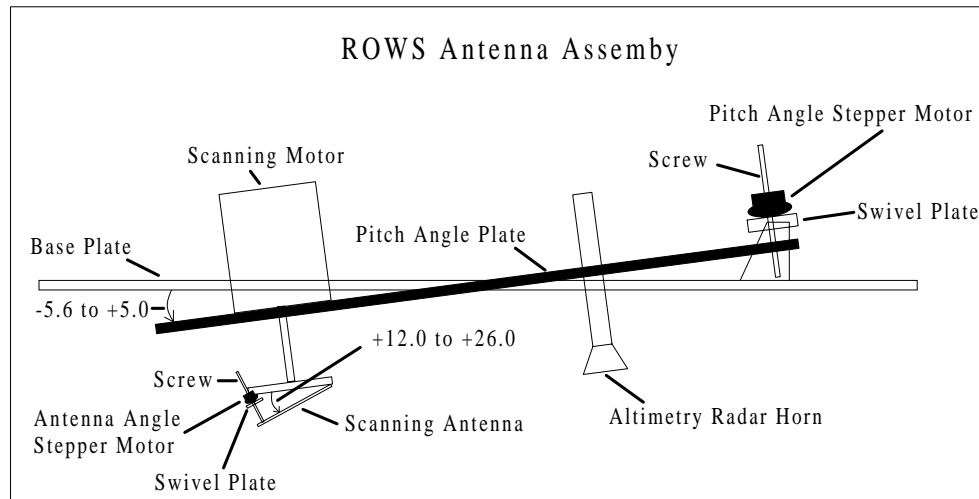 ROWS Antenna Assemby
Pitch Angle Stepper Motor
Scanning Motor
Screw
Swivel Plate
Base Plate
Pitch Angle Plate
-5.6 to +5.0
+12.0 to +26.0
Screw
Antenna Angle
Stepper Motor
Scanning Antenna
Altimetry Radar Horn
Swivel Plate